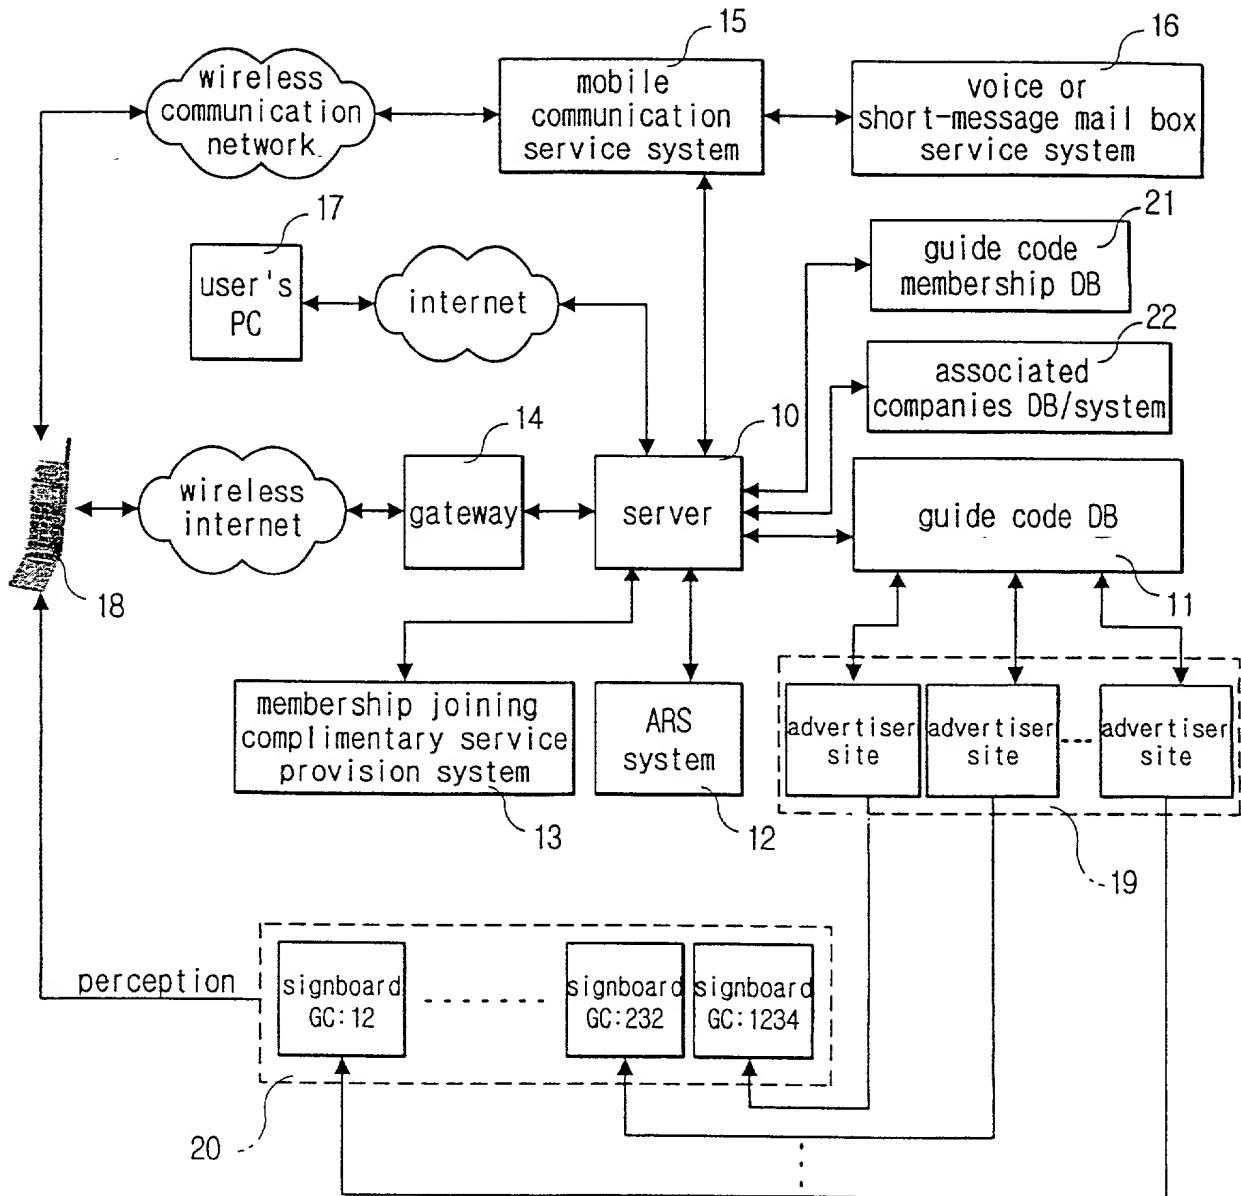 15
16
wireless
communication
network
mobile
communication
service system
voice or
short-message mail box
service system
17
21
user's
PC
internet
guide code
membership DB
22
associated
companies DB/system
14
10
wireless
internet
gateway
server
guide code DB
18
11
membership joining
complimentary service
provision system
ARS
system
advertiser
site
advertiser
site
advertiser
site
13
12
19
perception
signboard
GC:12
signboard
GC:232
signboard
GC:1234
20